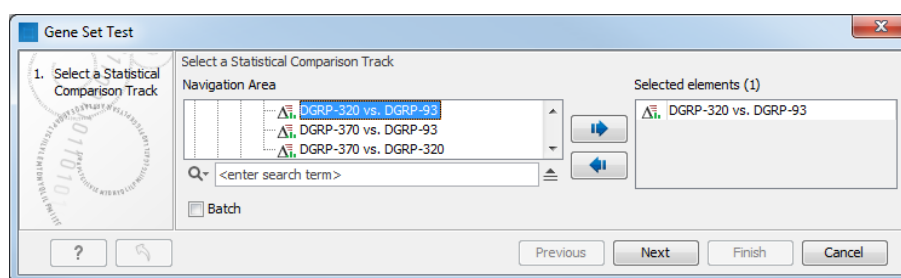 Gene Set Test
1. Select a Statistical
Comparison Track
Select a Statistical Comparison Track
Navigation Area
DGRP-320 vs. DGRP-93
DGRP-370 vs. DGRP-93
DGRP-370 vs. DGRP-320
<enter search term>
Batch
Selected elements (1)
DGRP-320 vs. DGRP-93
? Previous Next Finish Cancel